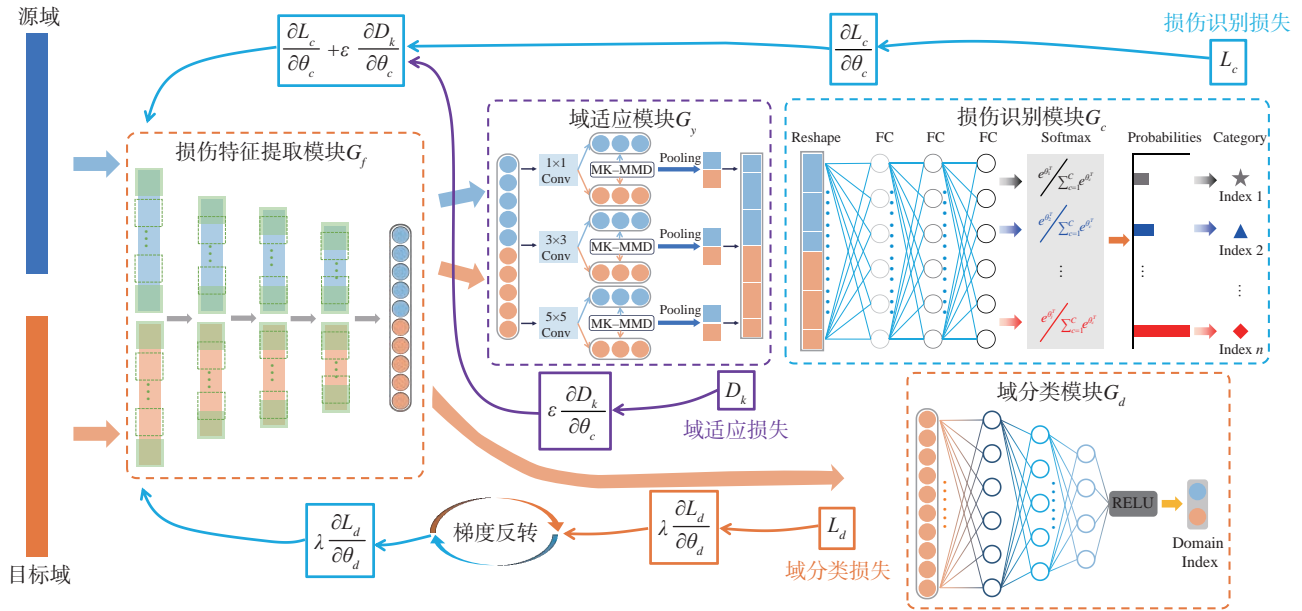 源域
目标域
∂L_c/∂θ_c + ε ∂D_k/∂θ_c
∂L_c/∂θ_c
损伤识别损失
L_c
损伤特征提取模块G_f
域适应模块G_y
1×1
Conv
MK–MMD
Pooling
3×3
Conv
MK–MMD
Pooling
5×5
Conv
MK–MMD
Pooling
损伤识别模块G_c
Reshape
FC
FC
FC
Softmax
Probabilities
Category
Index 1
Index 2
Index n
ε ∂D_k/∂θ_c
D_k
域适应损失
域分类模块G_d
RELU
Domain
Index
λ ∂L_d/∂θ_d
梯度反转
λ ∂L_d/∂θ_d
L_d
域分类损失